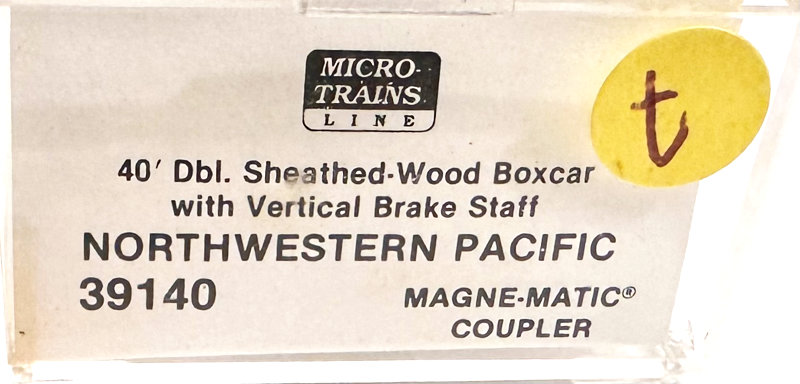 MICRO-
TRAINS
LINE
t
40' Dbl. Sheathed-Wood Boxcar
with Vertical Brake Staff
NORTHWESTERN PACIFIC
39140
MAGNE-MATIC®
COUPLER